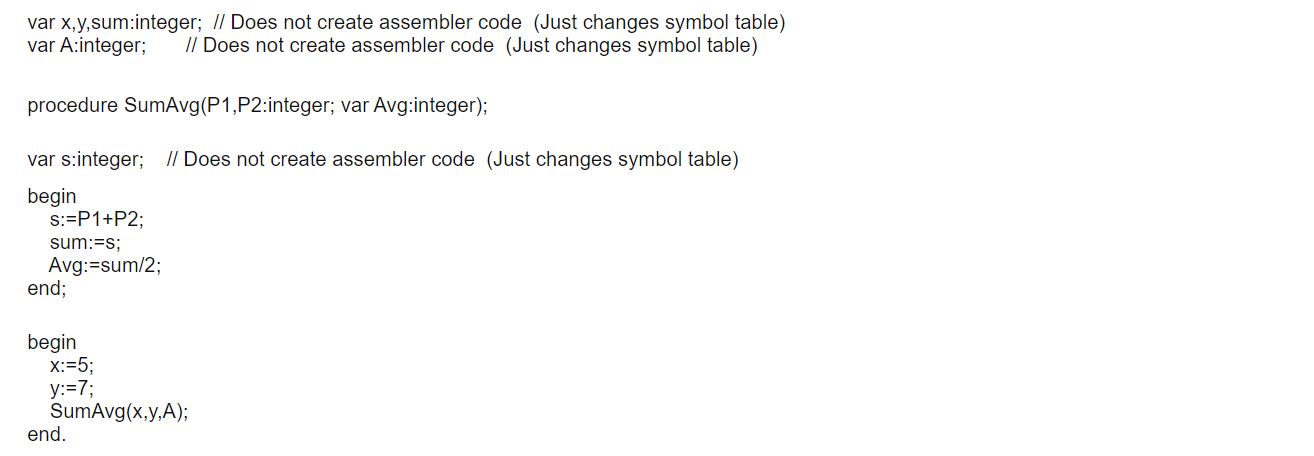 var x,y,sum:integer;  // Does not create assembler code  (Just changes symbol table)
var A:integer;       // Does not create assembler code  (Just changes symbol table)
procedure SumAvg(P1,P2:integer; var Avg:integer);
var s:integer;    // Does not create assembler code  (Just changes symbol table)
begin
    s:=P1+P2;
    sum:=s;
    Avg:=sum/2;
end;
begin
    x:=5;
    y:=7;
    SumAvg(x,y,A);
end.